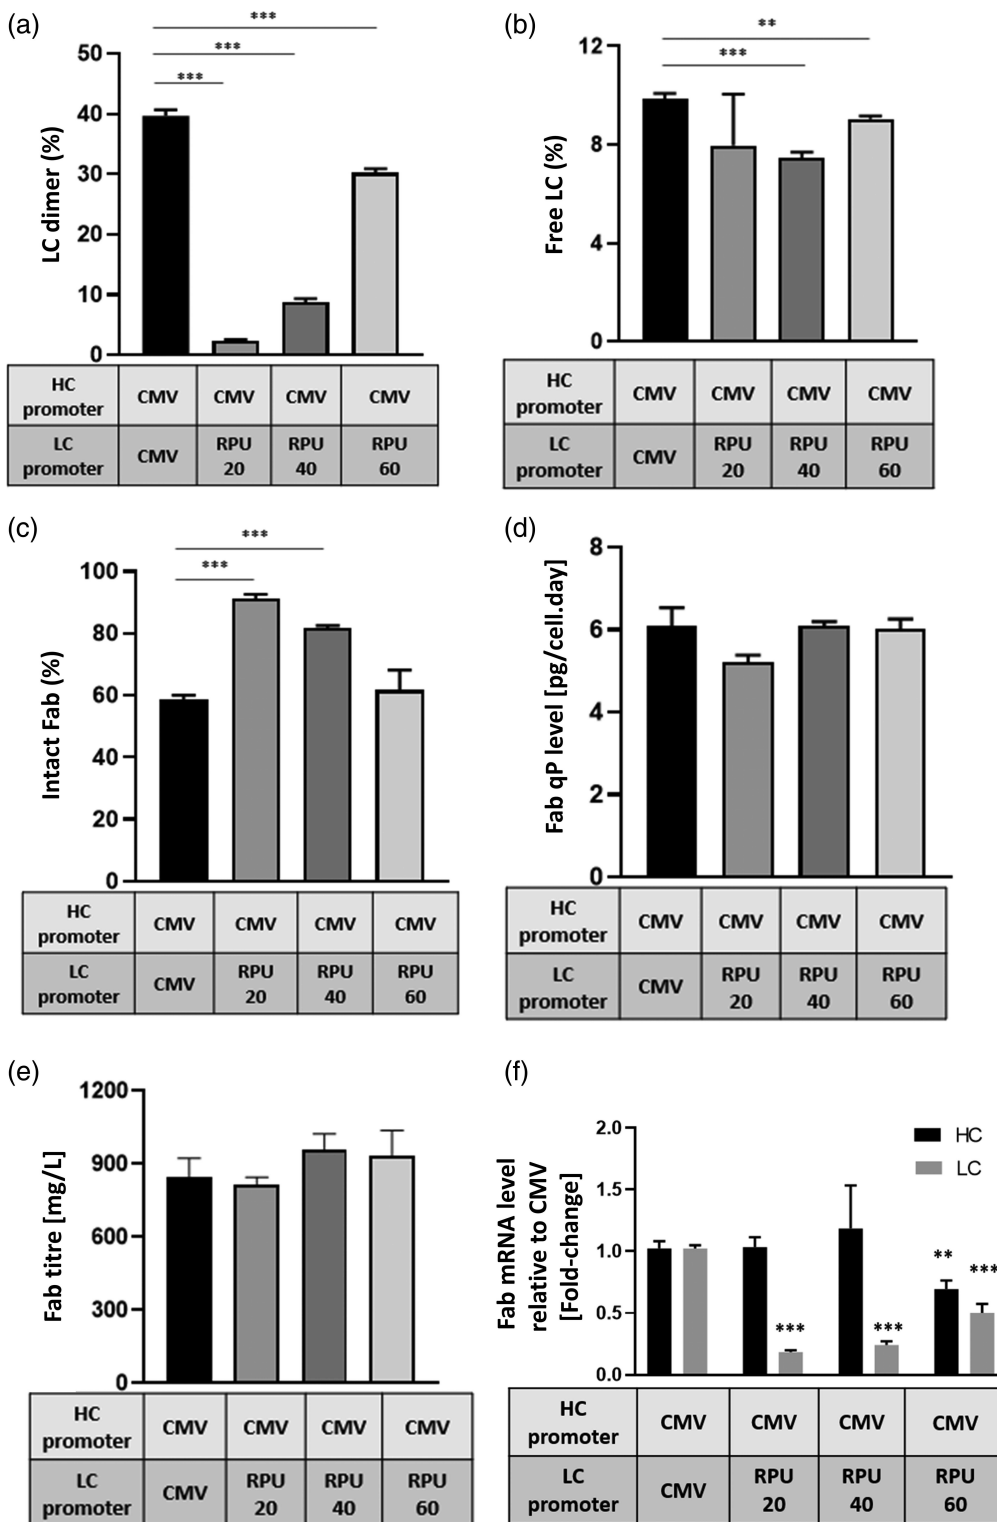 (a)
***
***
***
LC dimer (%)
50
40
30
20
10
0
HC promoter
CMV
CMV
CMV
CMV
LC promoter
CMV
RPU 20
RPU 40
RPU 60
(b)
**
***
Free LC (%)
12
8
4
0
HC promoter
CMV
CMV
CMV
CMV
LC promoter
CMV
RPU 20
RPU 40
RPU 60
(c)
***
***
Intact Fab (%)
100
80
60
40
20
0
HC promoter
CMV
CMV
CMV
CMV
LC promoter
CMV
RPU 20
RPU 40
RPU 60
(d)
Fab qP level [pg/cell.day]
8
6
4
2
0
HC promoter
CMV
CMV
CMV
CMV
LC promoter
CMV
RPU 20
RPU 40
RPU 60
(e)
Fab titre [mg/L]
1200
900
600
300
0
HC promoter
CMV
CMV
CMV
CMV
LC promoter
CMV
RPU 20
RPU 40
RPU 60
(f)
Fab mRNA level
relative to CMV
[Fold-change]
2.0
1.5
1.0
0.5
0.0
HC
LC
***
***
**
***
HC promoter
CMV
CMV
CMV
CMV
LC promoter
CMV
RPU 20
RPU 40
RPU 60